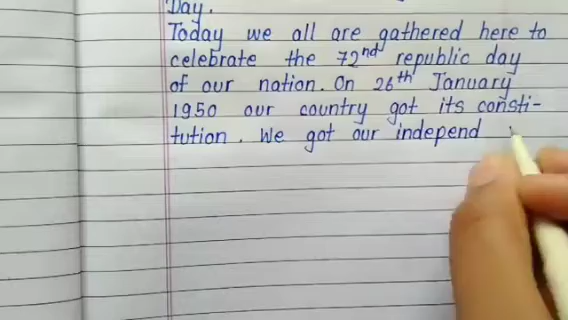 Day.
Today we all are gathered here to
celebrate the 72nd republic day
of our nation. On 26th January
1950 our country got its consti-
tution. We got our independ